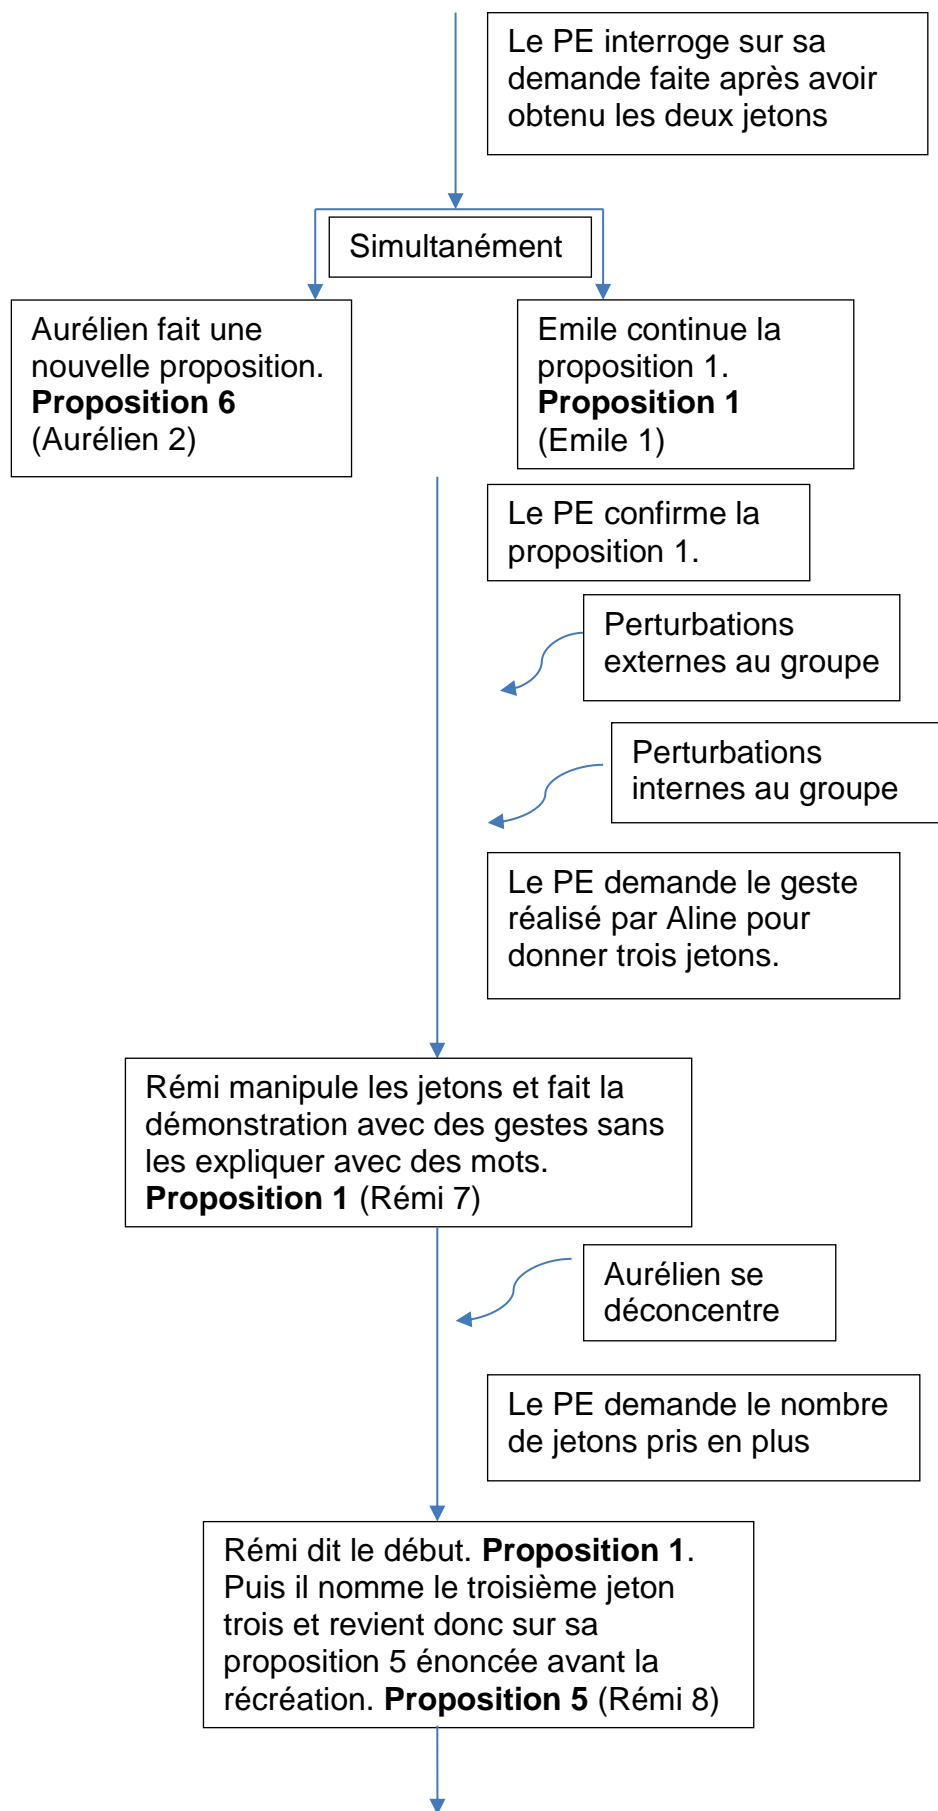 Le PE interroge sur sa
demande faite après avoir
obtenu les deux jetons
Simultanément
Aurélien fait une
nouvelle proposition.
Proposition 6
(Aurélien 2)
Emile continue la
proposition 1.
Proposition 1
(Emile 1)
Le PE confirme la
proposition 1.
Perturbations
externes au groupe
Perturbations
internes au groupe
Le PE demande le geste
réalisé par Aline pour
donner trois jetons.
Rémi manipule les jetons et fait la
démonstration avec des gestes sans
les expliquer avec des mots.
Proposition 1 (Rémi 7)
Aurélien se
déconcentre
Le PE demande le nombre
de jetons pris en plus
Rémi dit le début. Proposition 1.
Puis il nomme le troisième jeton
trois et revient donc sur sa
proposition 5 énoncée avant la
récréation. Proposition 5 (Rémi 8)